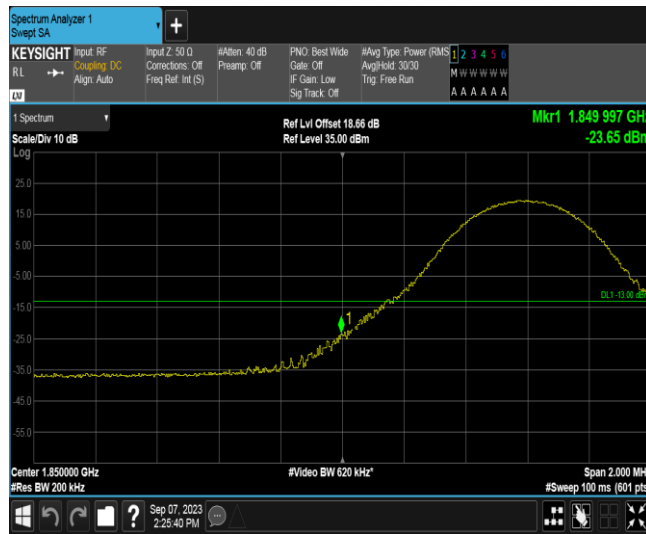 Spectrum Analyzer 1
Swept SA
+
KEYSIGHT
RL
LXI
Input: RF
Coupling: DC
Align: Auto
Input Z: 50 Ω
Corrections: Off
Freq Ref: Int (S)
#Atten: 40 dB
Preamp: Off
PNO: Best Wide
Gate: Off
IF Gain: Low
Sig Track: Off
#Avg Type: Power (RMS
Avg|Hold: 30/30
Trig: Free Run
1 2 3 4 5 6
M W W W W W
A A A A A A
1 Spectrum
Scale/Div 10 dB
Log
Ref Lvl Offset 18.66 dB
Ref Level 35.00 dBm
Mkr1 1.849 997 GHz
-23.65 dBm
25.0
15.0
5.00
-5.00
-15.0
-25.0
-35.0
-45.0
-55.0
DL1 -13.00 dBm
1
Center 1.850000 GHz
#Res BW 200 kHz
#Video BW 620 kHz*
Span 2.000 MH
#Sweep 100 ms (601 pts
?
Sep 07, 2023
2:25:40 PM